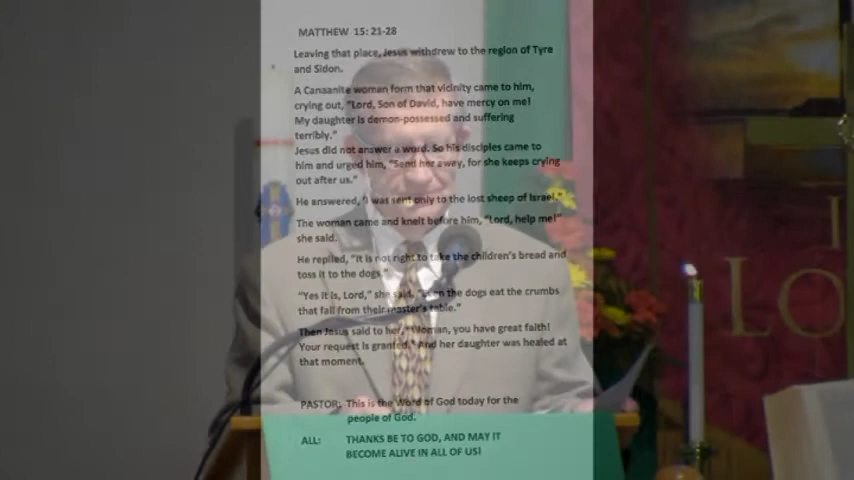 MATTHEW 15: 21-28
Leaving that place, Jesus withdrew to the region of Tyre
and Sidon.
A Canaanite woman form that vicinity came to him,
crying out, "Lord, Son of David, have mercy on me!
My daughter is demon-possessed and suffering
terribly."
Jesus did not answer a word. So his disciples came to
him and urged him, "Send her away, for she keeps crying
out after us."
He answered, "I was sent only to the lost sheep of Israel."
The woman came and knelt before him, "Lord, help me!"
she said.
He replied, "It is not right to take the children's bread and
toss it to the dogs."
"Yes it is, Lord," she said. "Even the dogs eat the crumbs
that fall from their master's table."
Then Jesus said to her, "Woman, you have great faith!
Your request is granted." And her daughter was healed at
that moment.
PASTOR: This is the Word of God today for the
people of God.
ALL: THANKS BE TO GOD, AND MAY IT
BECOME ALIVE IN ALL OF US!
LO